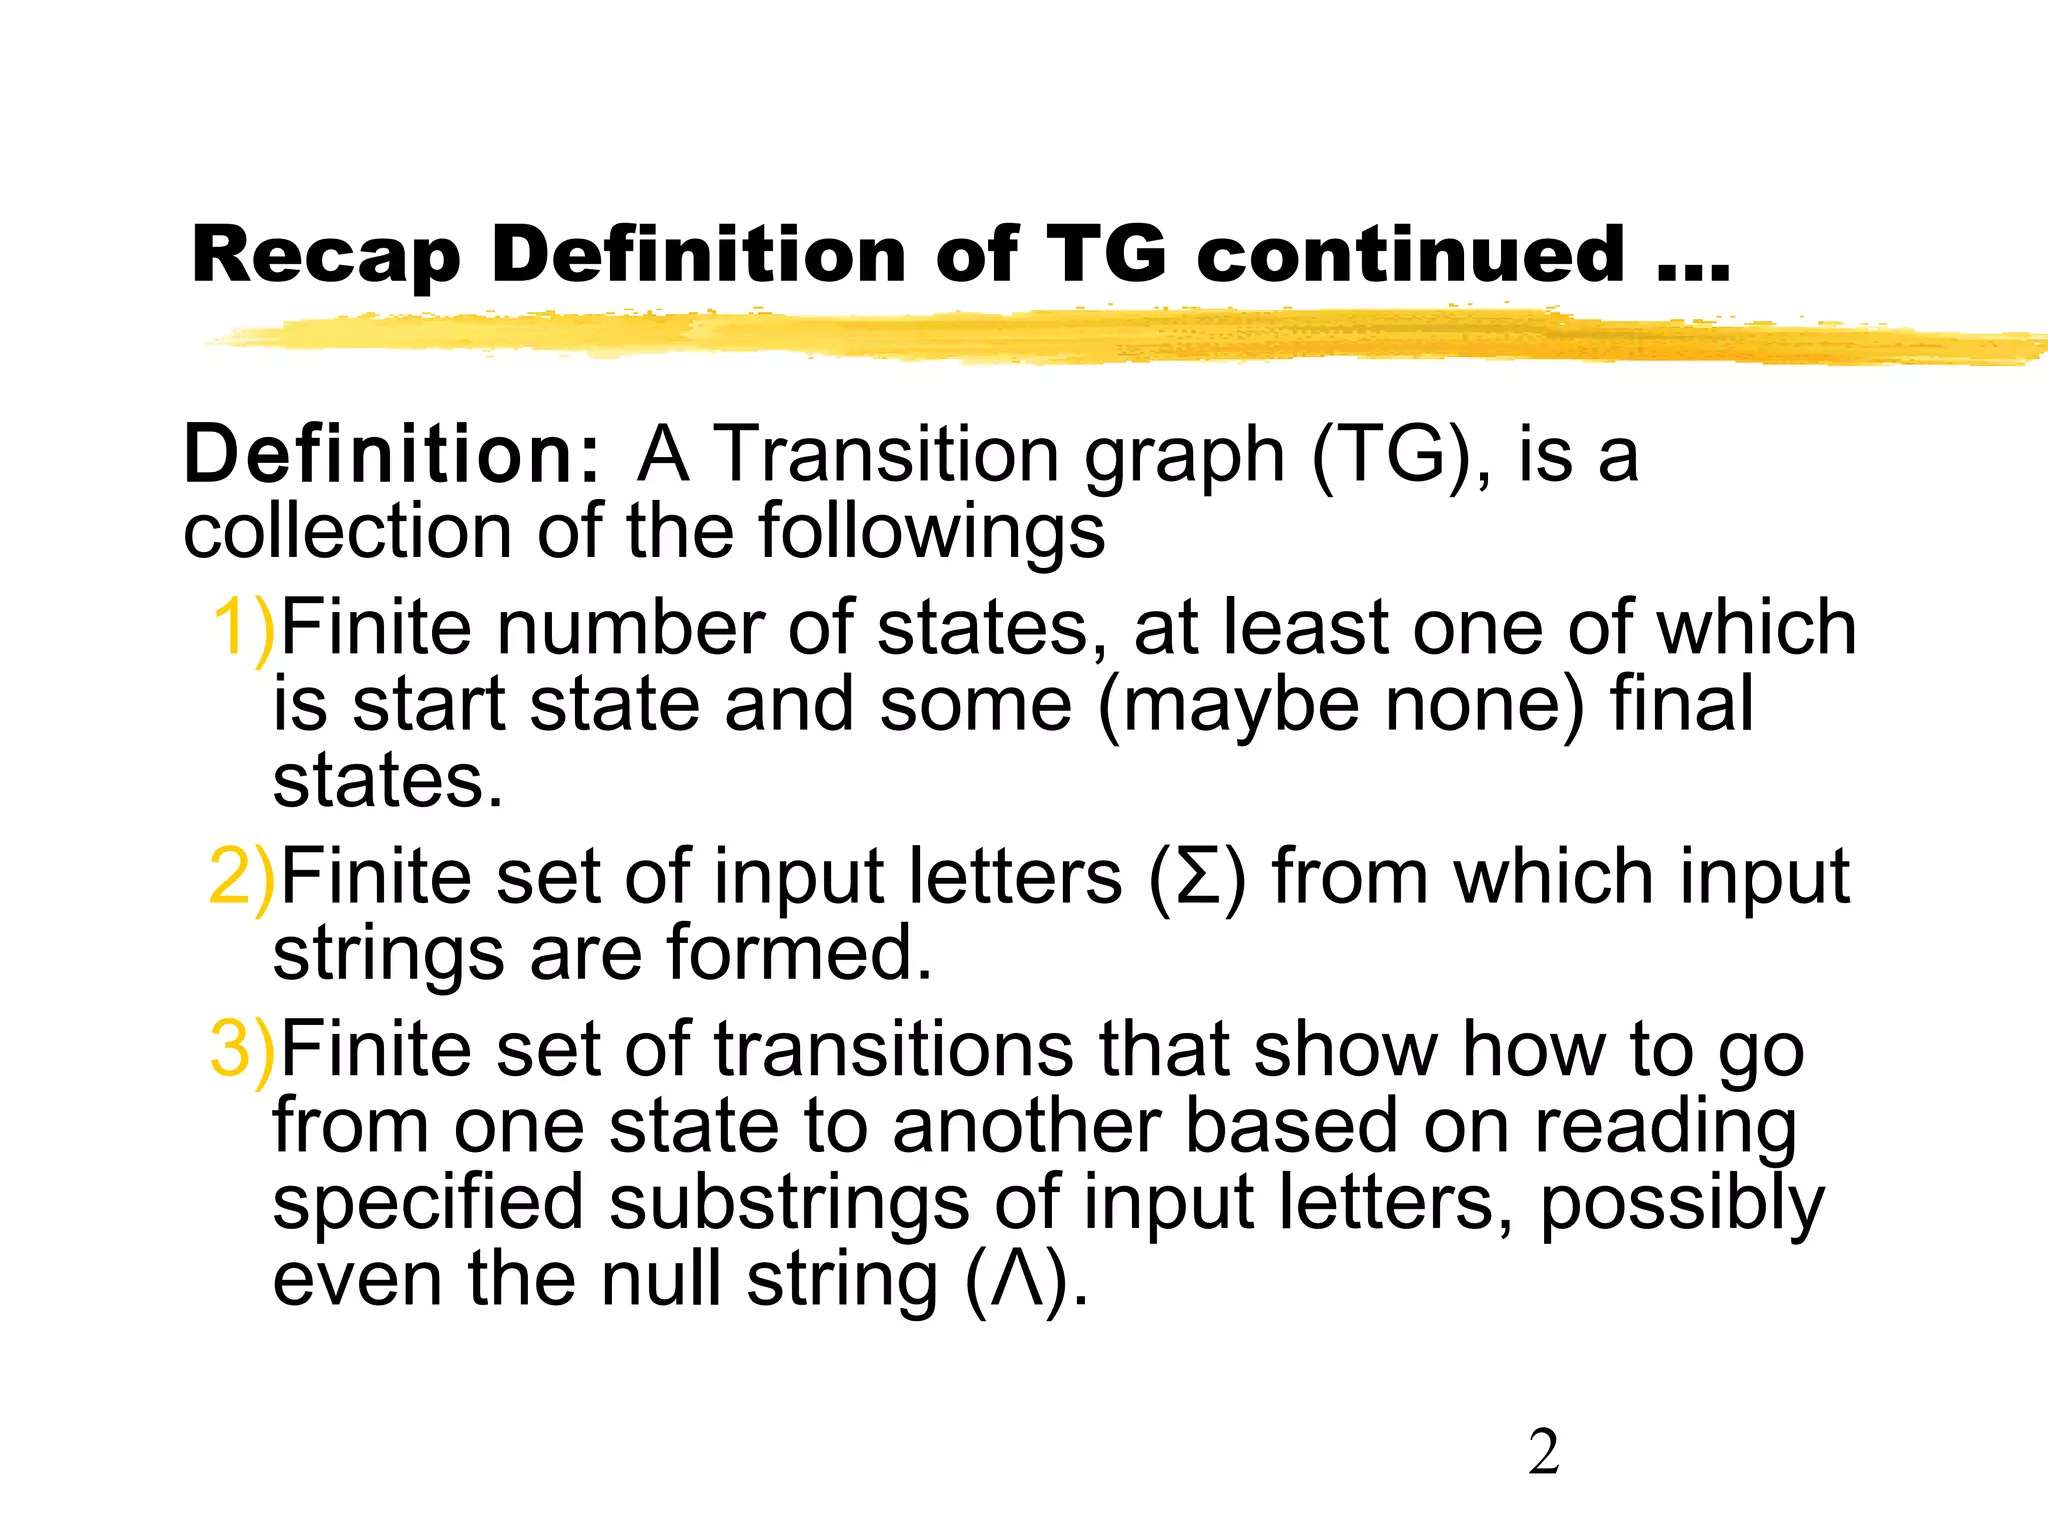 Recap Definition of TG continued …
Definition: A Transition graph (TG), is a
collection of the followings
1)Finite number of states, at least one of which
is start state and some (maybe none) final
states.
2)Finite set of input letters (Σ) from which input
strings are formed.
3)Finite set of transitions that show how to go
from one state to another based on reading
specified substrings of input letters, possibly
even the null string (Λ).
2